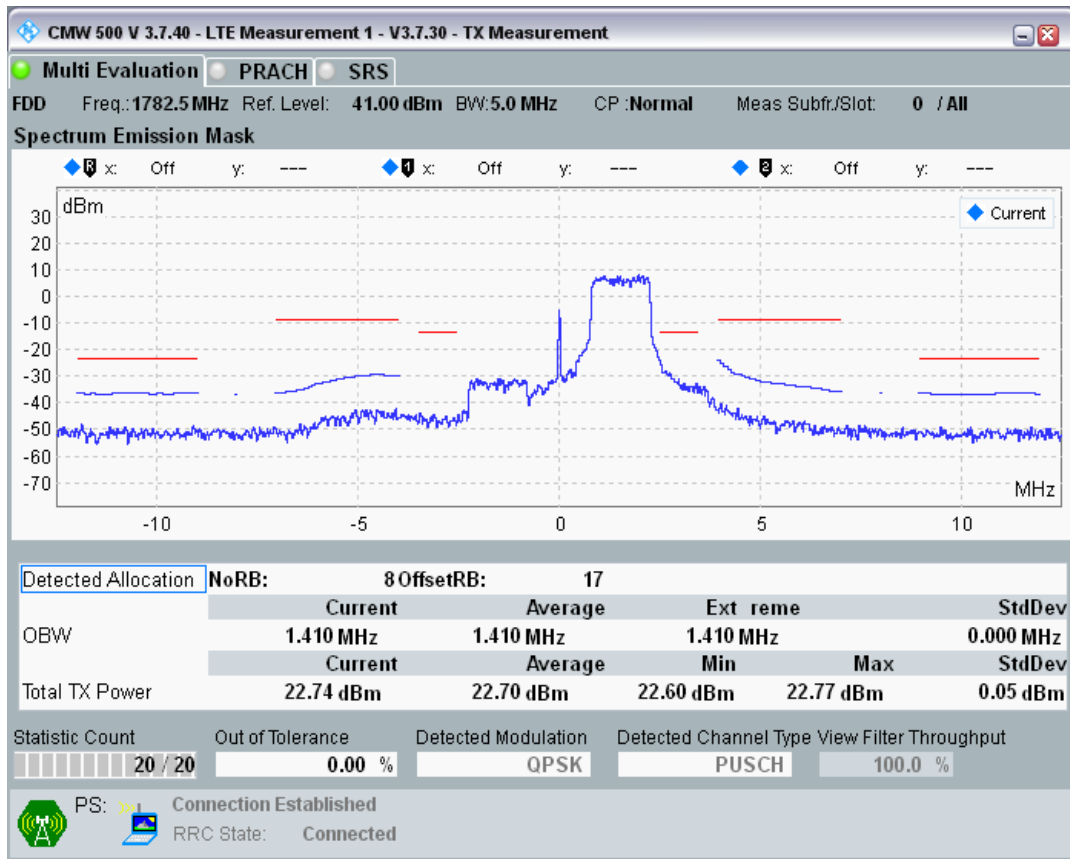 CMW 500 V 3.7.40 - LTE Measurement 1 - V3.7.30 - TX Measurement
Multi Evaluation PRACH SRS
FDD Freg.:1782.5 MHz Ref. Level: 41.00 dBm BW:5.0 MHz CP :Normal Meas Subfr./Slot: 0 / All
Spectrum Emission Mask
R x: Off y: --- 1 x: Off y: --- 2 x: Off y: ---
dBm
Current
30
20
10
0
-10
-20
-30
-40
-50
-60
-70
MHz
-10 -5 0 5 10
Detected Allocation NoRB: 8 OffsetRB: 17
Current Average Ext reme StdDev
OBW 1.410 MHz 1.410 MHz 1.410 MHz 0.000 MHz
Current Average Min Max StdDev
Total TX Power 22.74 dBm 22.70 dBm 22.60 dBm 22.77 dBm 0.05 dBm
Statistic Count Out of Tolerance Detected Modulation Detected Channel Type View Filter Throughput
20 / 20 0.00 % QPSK PUSCH 100.0 %
PS: Connection Established
RRC State: Connected